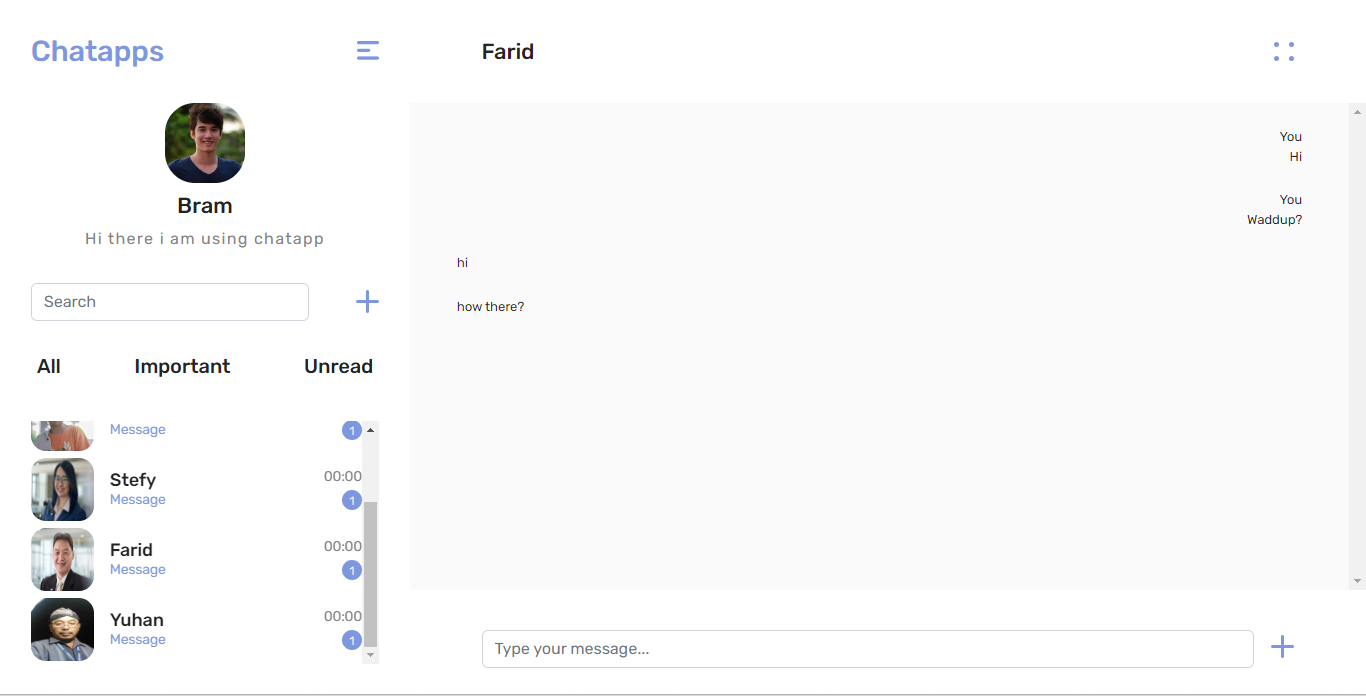 Chatapps
Bram
Hi there i am using chatapp
Search
All Important Unread
Message 1
Stefy 00:00
Message 1
Farid 00:00
Message 1
Yuhan 00:00
Message 1
Farid
You
Hi
You
Waddup?
hi
how there?
Type your message...